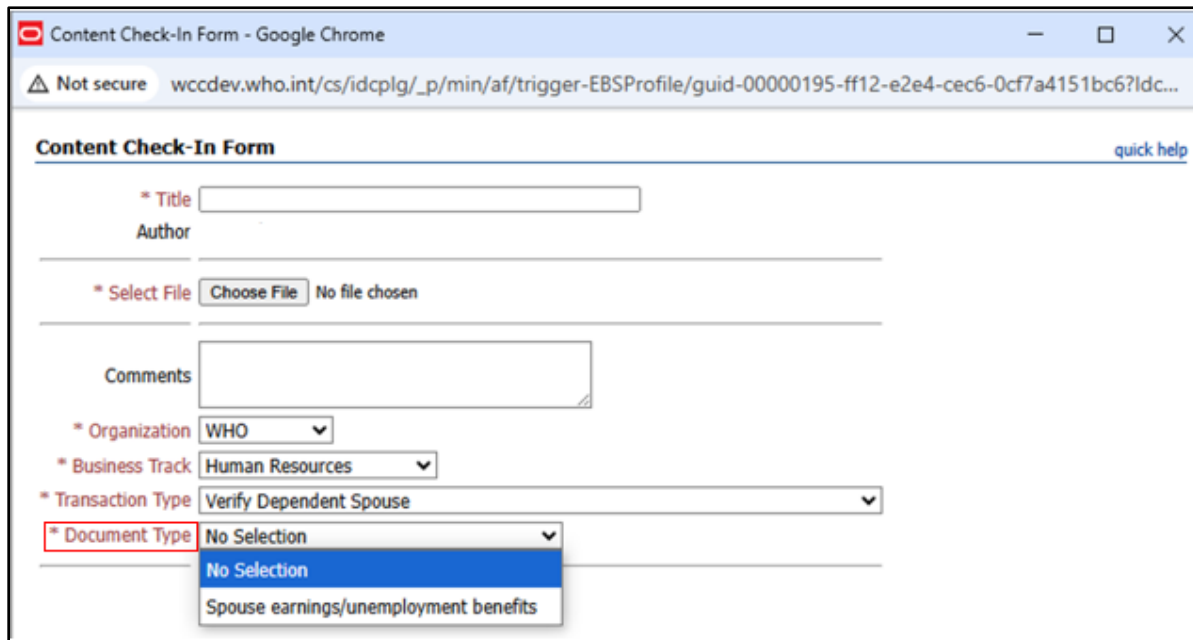 Content Check-In Form - Google Chrome
Not secure wccdev.who.int/cs/idcplg/_p/min/af/trigger-EBSProfile/guid-00000195-ff12-e2e4-cec6-0cf7a4151bc6?Idc...
Content Check-In Form quick help
* Title
Author
* Select File Choose File No file chosen
Comments
* Organization WHO
* Business Track Human Resources
* Transaction Type Verify Dependent Spouse
* Document Type No Selection
No Selection
Spouse earnings/unemployment benefits